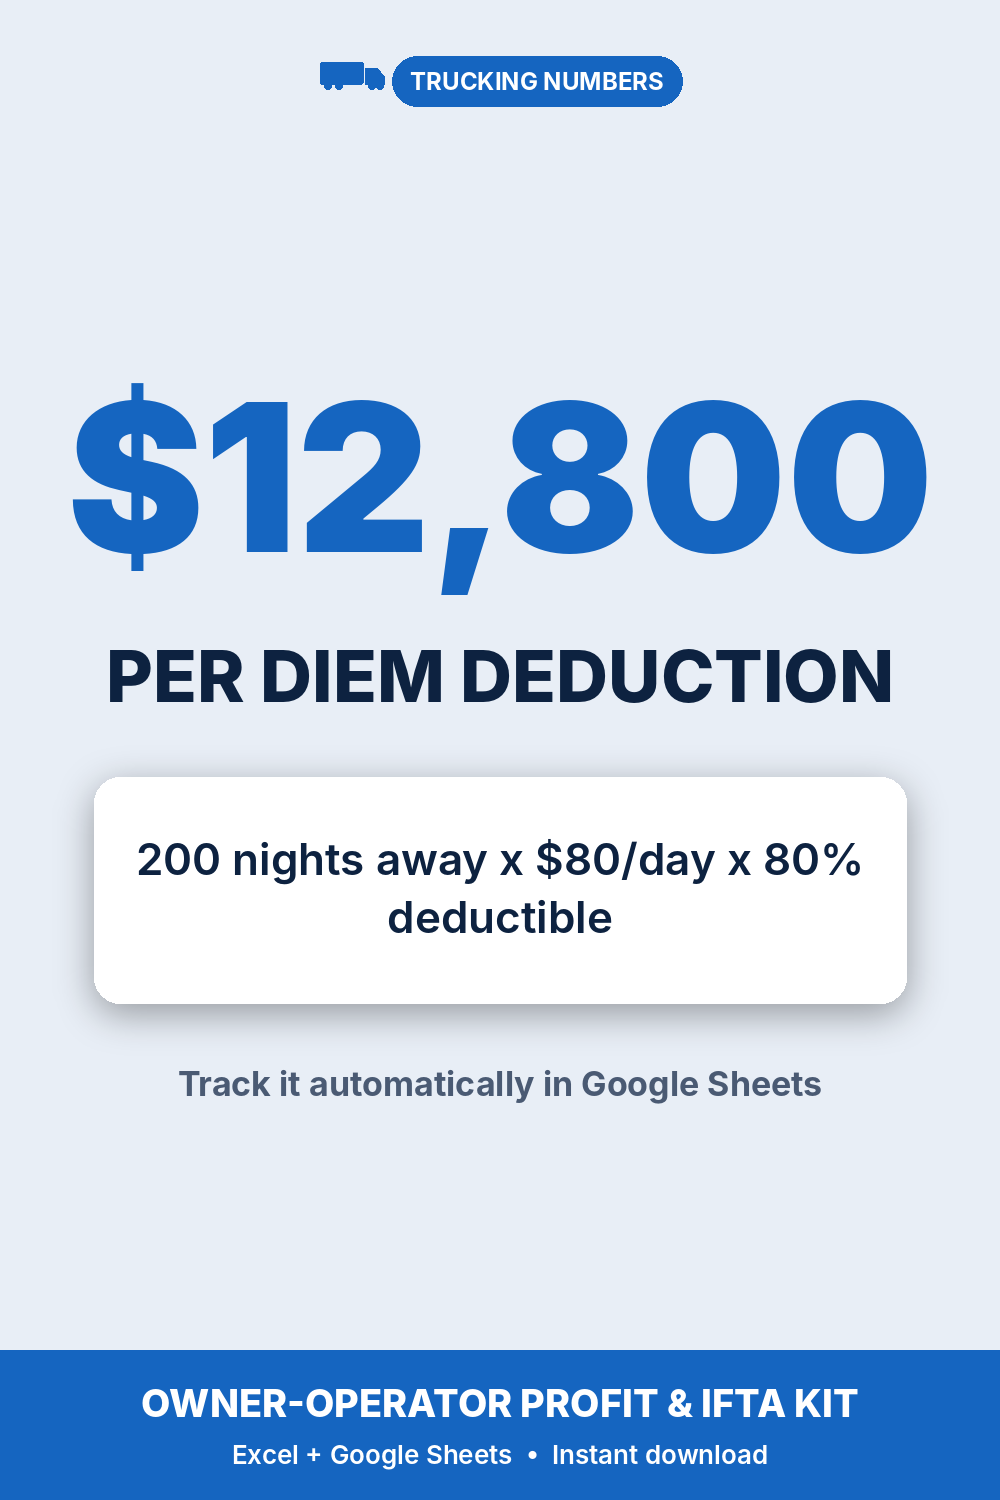 TRUCKING NUMBERS
$12,800
PER DIEM DEDUCTION
200 nights away x $80/day x 80%
deductible
Track it automatically in Google Sheets
OWNER-OPERATOR PROFIT & IFTA KIT
Excel + Google Sheets • Instant download